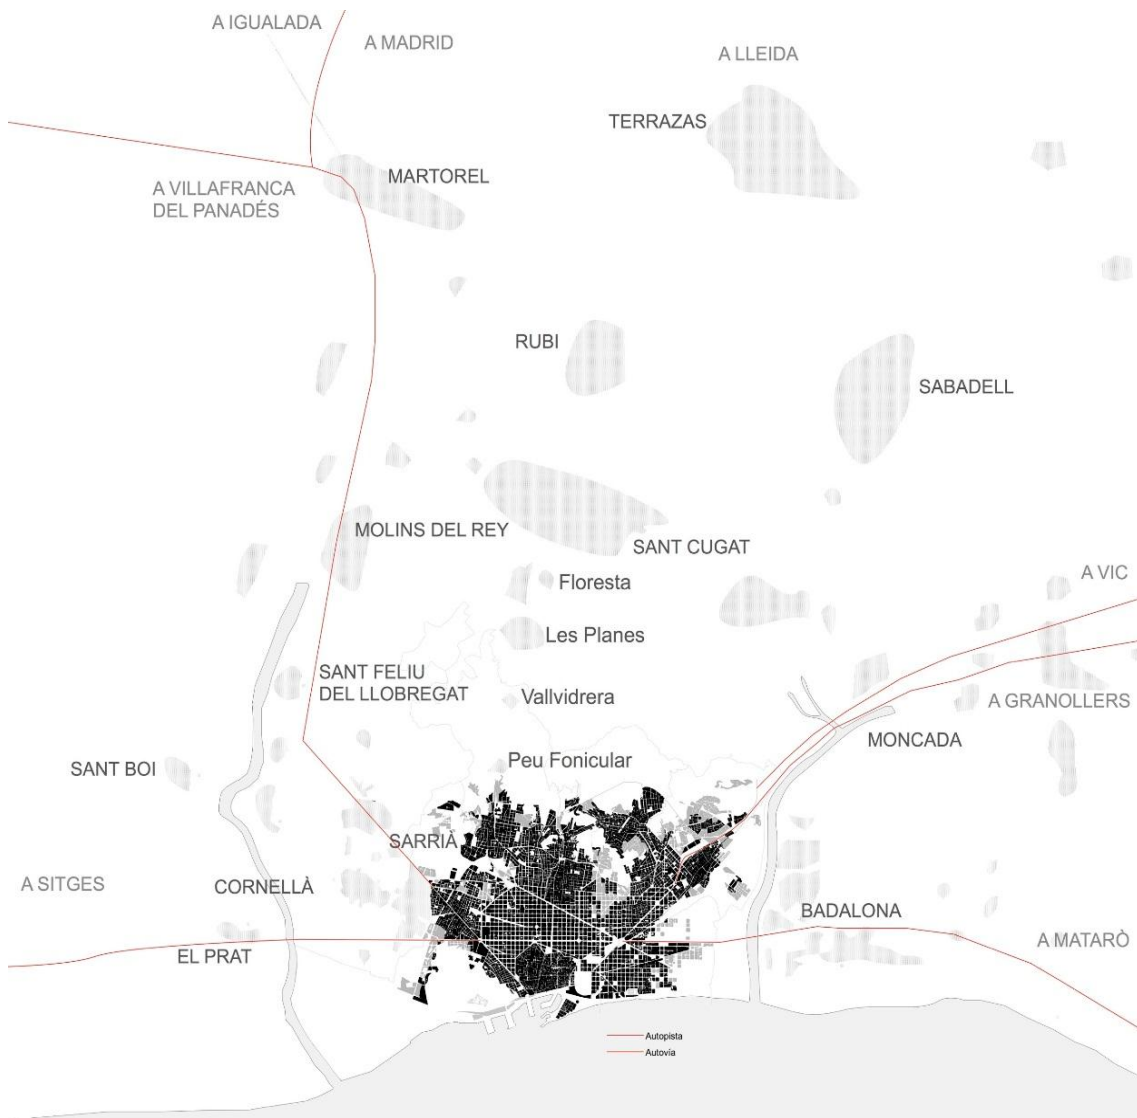 A IGUALADA
A MADRID
A LLEIDA
TERRAZAS
MARTOREL
A VILLAFRANCA
DEL PANADÉS
RUBI
SABADELL
MOLINS DEL REY
SANT CUGAT
Floresta
A VIC
Les Planes
SANT FELIU
DEL LLOBREGAT
Vallvidrera
A GRANOLLERS
MONCADA
SANT BOI
Peu Fonicular
SARRIÀ
A SITGES
CORNELLÀ
BADALONA
A MATARÒ
EL PRAT
Autopista
Autovía